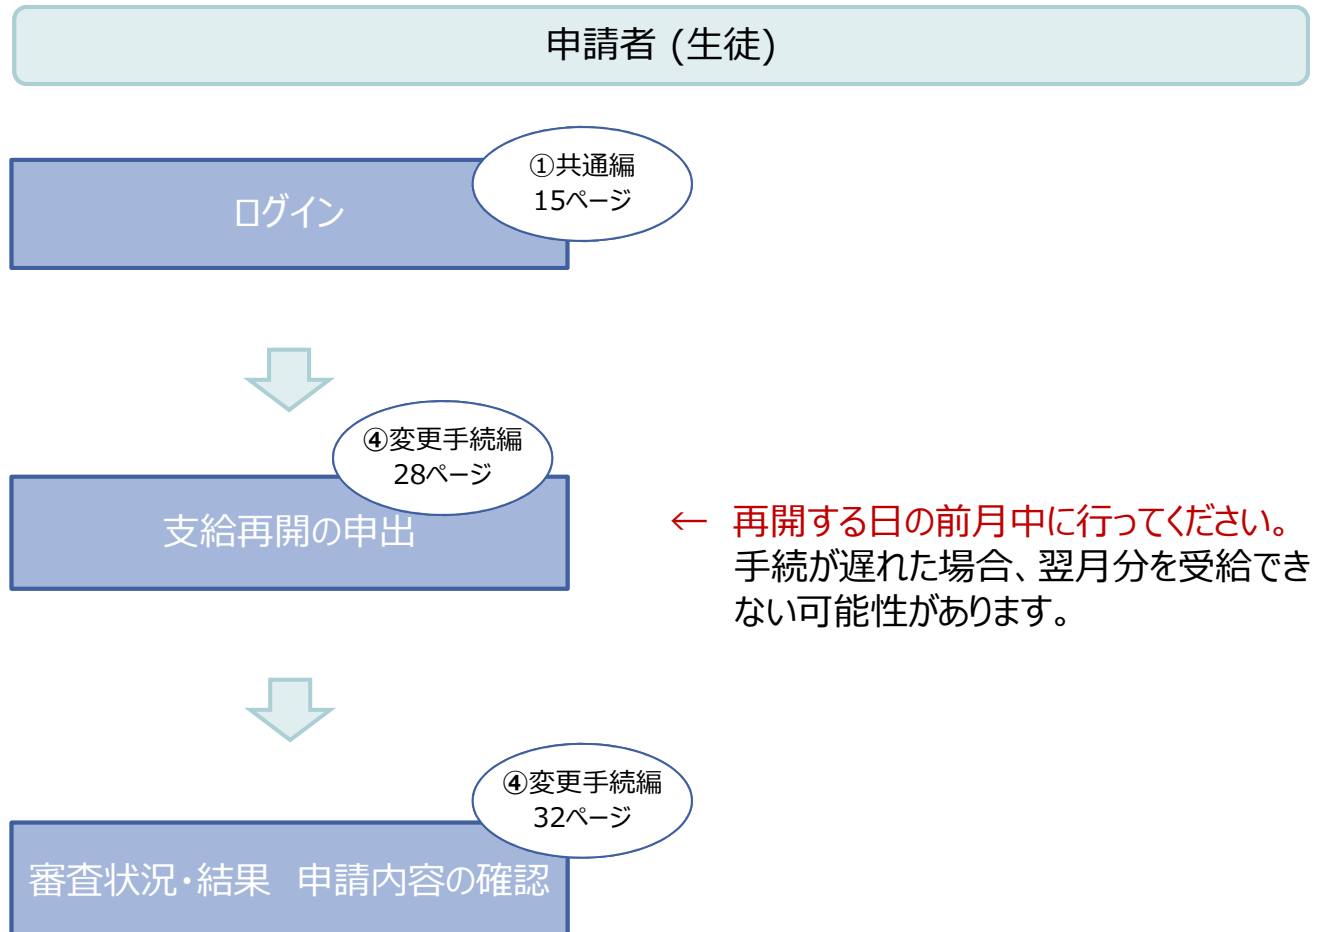 申請者 (生徒)
①共通編
15ページ
ログイン
④変更手続編
28ページ
支給再開の申出
← 再開する日の前月中に行ってください。
手続が遅れた場合、翌月分を受給でき
ない可能性があります。
④変更手続編
32ページ
審査状況・結果　申請内容の確認